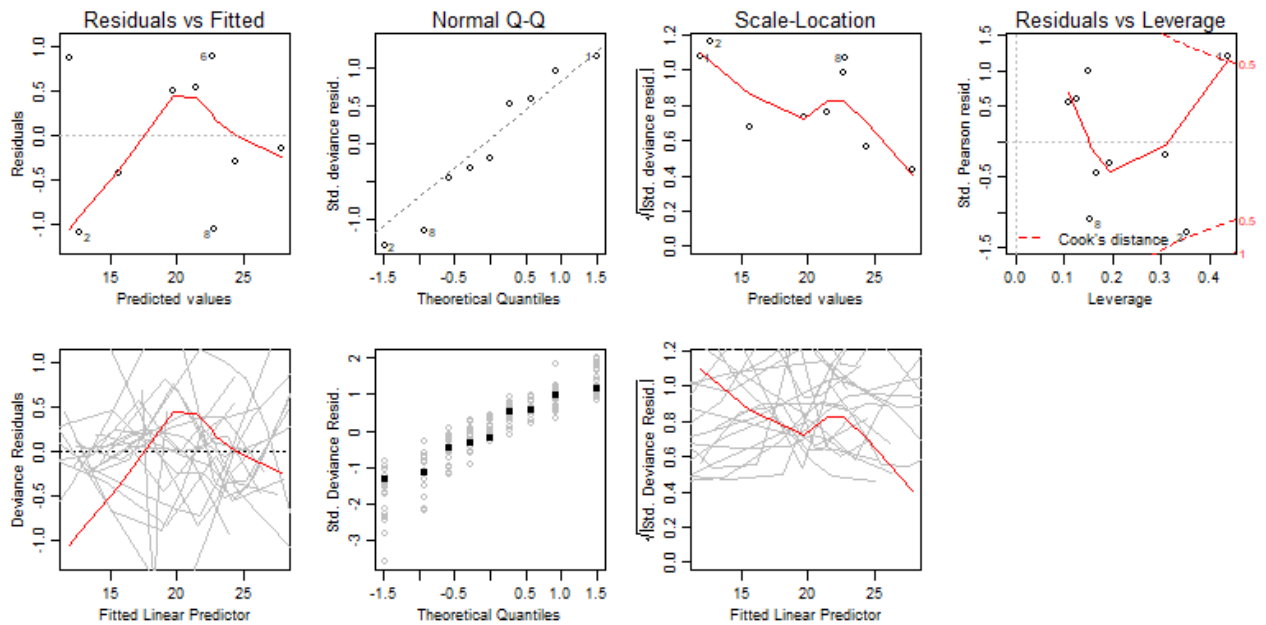 Residuals vs Fitted
Residuals
1.0
0.5
0.0
-0.5
-1.0
6
2
8
15 20 25
Predicted values
Normal Q-Q
Std. deviance resid.
1.0
0.0
-1.0
1
8
2
-1.5 -0.5 0.0 0.5 1.0 1.5
Theoretical Quantiles
Scale-Location
√|Std. deviance resid.|
1.2
1.0
0.8
0.6
0.4
0.2
0.0
2
1
8
15 20 25
Predicted values
Residuals vs Leverage
Std. Pearson resid.
1.5
0.5
-0.5
-1.5
1
0.5
8
2
0.5
Cook's distance
1
0.0 0.1 0.2 0.3 0.4
Leverage
Deviance Residuals
1.0
0.5
0.0
-0.5
-1.0
15 20 25
Fitted Linear Predictor
Std. Deviance Resid.
2
1
0
-1
-2
-3
-1.5 -0.5 0.0 0.5 1.0 1.5
Theoretical Quantiles
√|Std. Deviance Resid.|
1.2
1.0
0.8
0.6
0.4
0.2
0.0
15 20 25
Fitted Linear Predictor